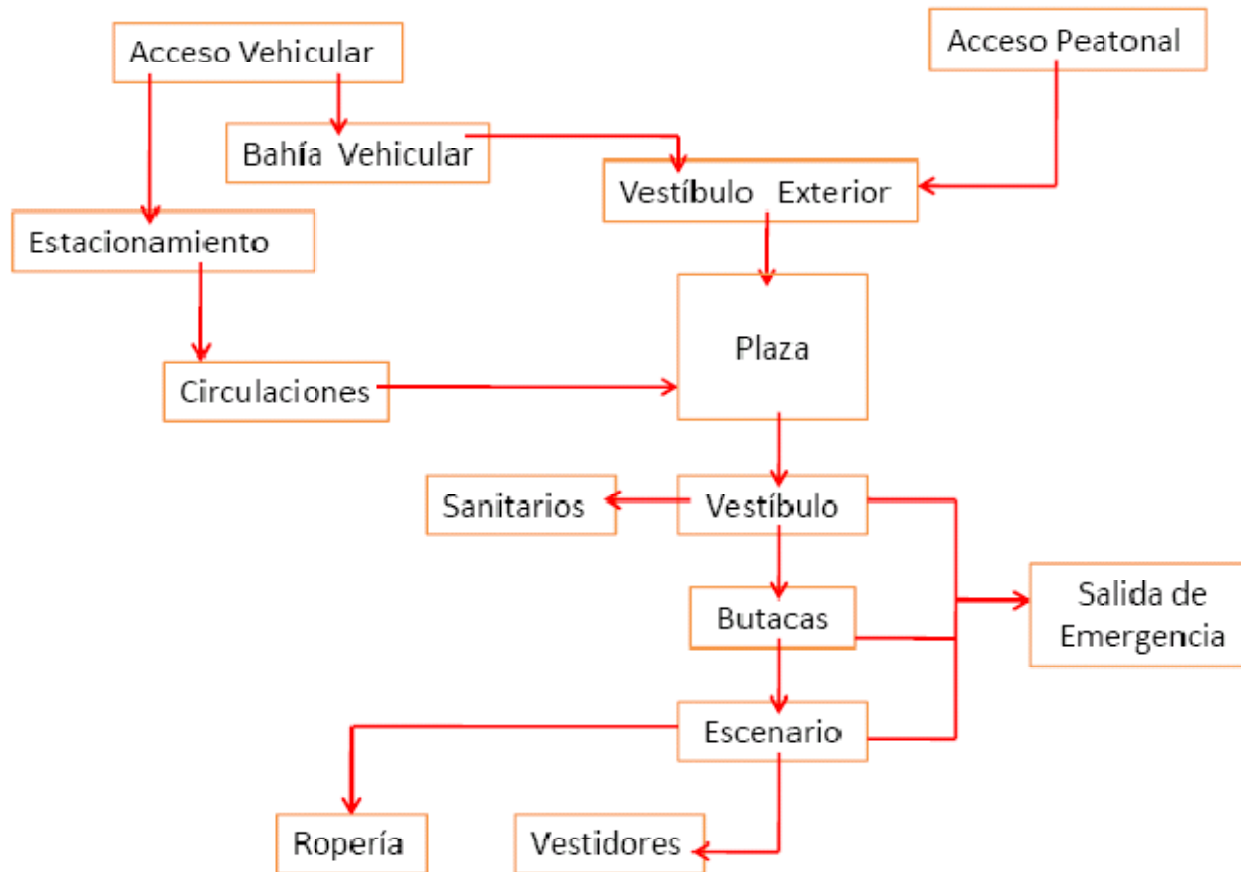 Acceso Vehicular
Acceso Peatonal
Bahía Vehicular
Vestíbulo Exterior
Estacionamiento
Plaza
Circulaciones
Sanitarios
Vestíbulo
Butacas
Salida de
Emergencia
Escenario
Ropería
Vestidores